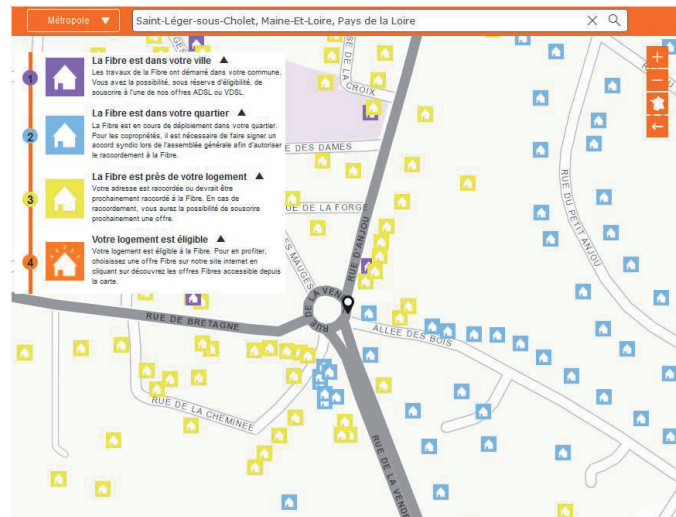 Métropole
Saint-Léger-sous-Cholet, Maine-Et-Loire, Pays de la Loire
1
La Fibre est dans votre ville
Les travaux de la Fibre ont démarré dans votre commune.
Vous avez la possibilité, sous réserve d'éligibilité, de
souscrire à l'une de nos offres ADSL ou VDSL.
2
La Fibre est dans votre quartier
La Fibre est en cours de déploiement dans votre quartier.
Pour les copropriétés, il est nécessaire de faire signer un
accord syndic lors de l'assemblée générale afin d'autoriser
le raccordement à la Fibre.
3
La Fibre est près de votre logement
Votre adresse est raccordée ou devrait être
prochainement raccordé à la Fibre. En cas de
raccordement, vous aurez la possibilité de souscrire
prochainement une offre.
4
Votre logement est éligible
Votre logement est éligible à la Fibre. Pour en profiter,
choisissez une offre Fibre sur notre site internet en
cliquant sur découvrez les offres Fibres accessible depuis
la carte.
DE LA
CROIX
E DES DAMES
UE DE LA FORGE
ES MAUGES
RUE D'ANJOU
RUE DU PETIT ANJOU
RUE DE LA VEN
RUE
RUE DE BRETAGNE
ALLEE DES BOIS
RUE DE LA CHEMINEE
RUE DE LA VENDE